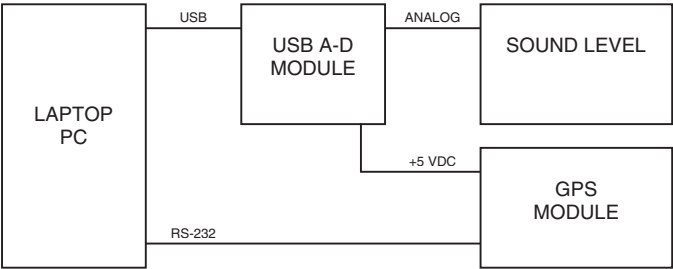 USB
ANALOG
USB A-D
MODULE
SOUND LEVEL
LAPTOP
PC
+5 VDC
GPS
MODULE
RS-232